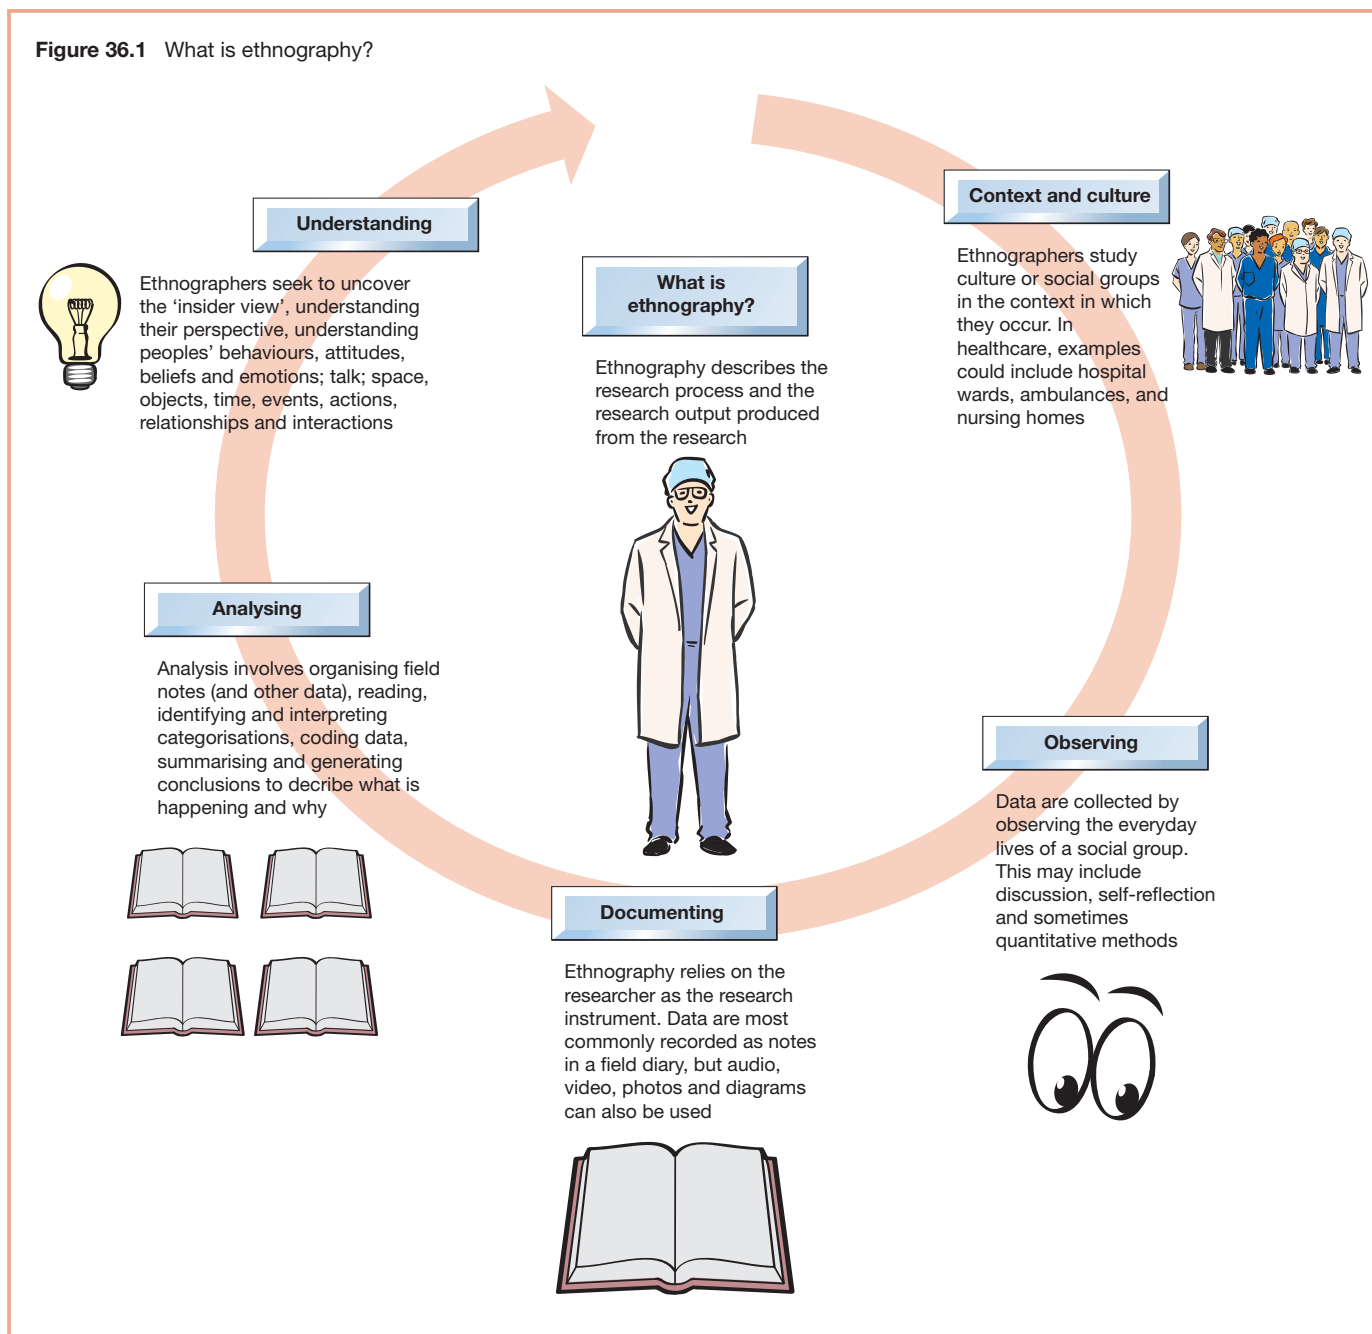 Figure 36.1 What is ethnography?
What is
ethnography?
Ethnography describes the
research process and the
research output produced
from the research
Context and culture
Ethnographers study
culture or social groups
in the context in which
they occur. In
healthcare, examples
could include hospital
wards, ambulances, and
nursing homes
Observing
Data are collected by
observing the everyday
lives of a social group.
This may include
discussion, self-reflection
and sometimes
quantitative methods
Documenting
Ethnography relies on the
researcher as the research
instrument. Data are most
commonly recorded as notes
in a field diary, but audio,
video, photos and diagrams
can also be used
Analysing
Analysis involves organising field
notes (and other data), reading,
identifying and interpreting
categorisations, coding data,
summarising and generating
conclusions to decribe what is
happening and why
Understanding
Ethnographers seek to uncover
the ‘insider view’, understanding
their perspective, understanding
peoples’ behaviours, attitudes,
beliefs and emotions; talk; space,
objects, time, events, actions,
relationships and interactions